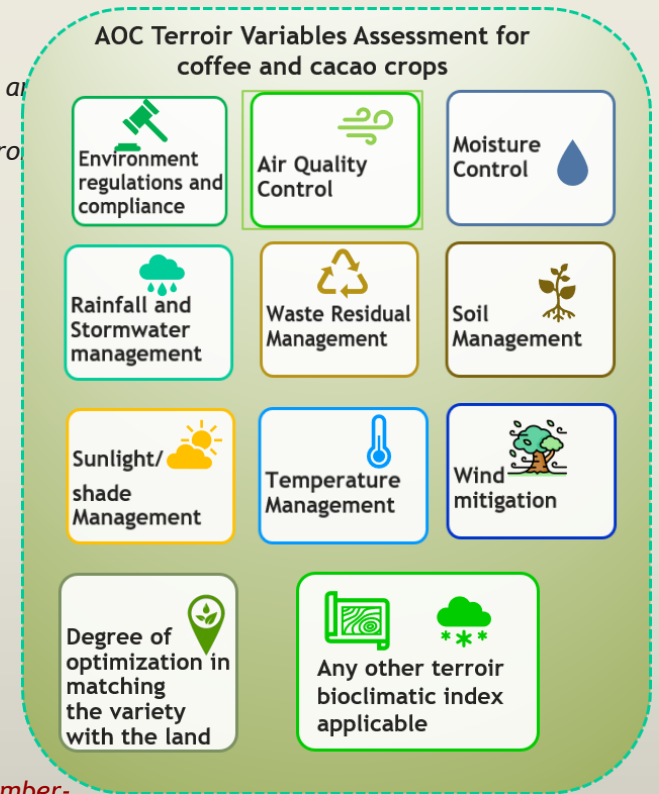 AOC Terroir Variables Assessment for
coffee and cacao crops
Environment
regulations and
compliance
Air Quality
Control
Moisture
Control
Rainfall and
Stormwater
management
Waste Residual
Management
Soil
Management
Sunlight/
shade
Management
Temperature
Management
Wind
mitigation
Degree of
optimization in
matching
the variety
with the land
Any other terroir
bioclimatic index
applicable